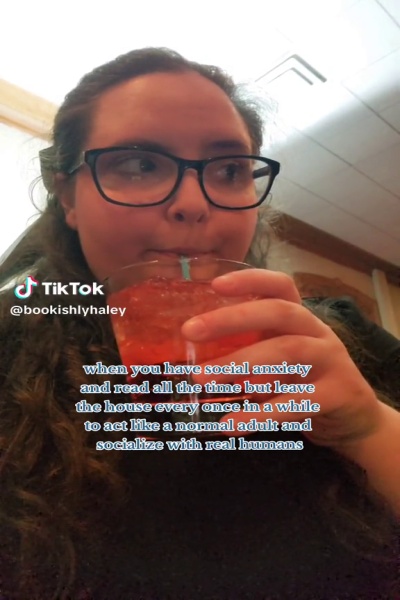 TikTok
@bookishlyhaley
when you have social anxiety
and read all the time but leave
the house every once in a while
to act like a normal adult and
socialize with real humans